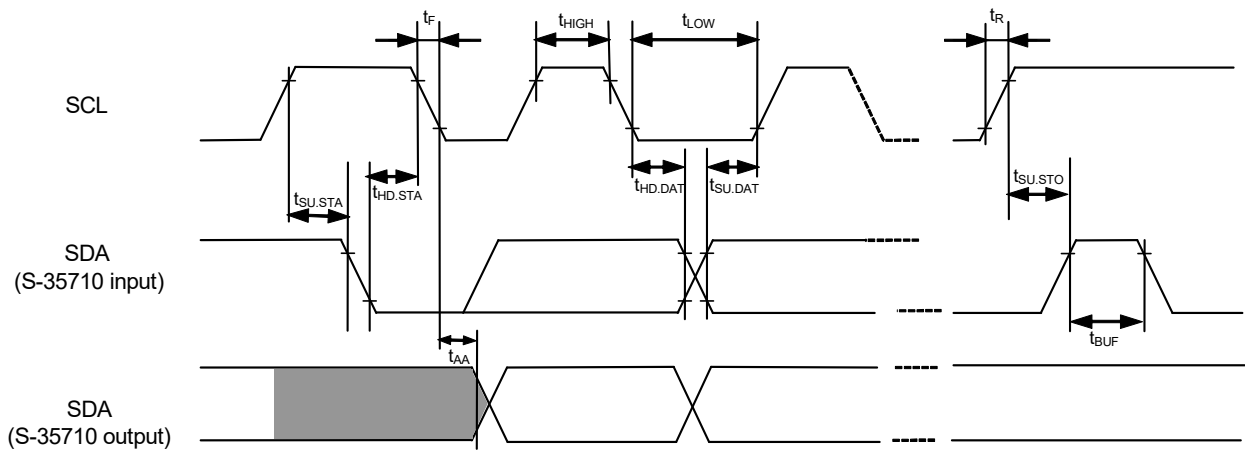 tF
tHIGH
tLOW
tR
SCL
tSU.STA
tHD.STA
tHD.DAT
tSU.DAT
tSU.STO
SDA
(S-35710 input)
tBUF
tAA
SDA
(S-35710 output)